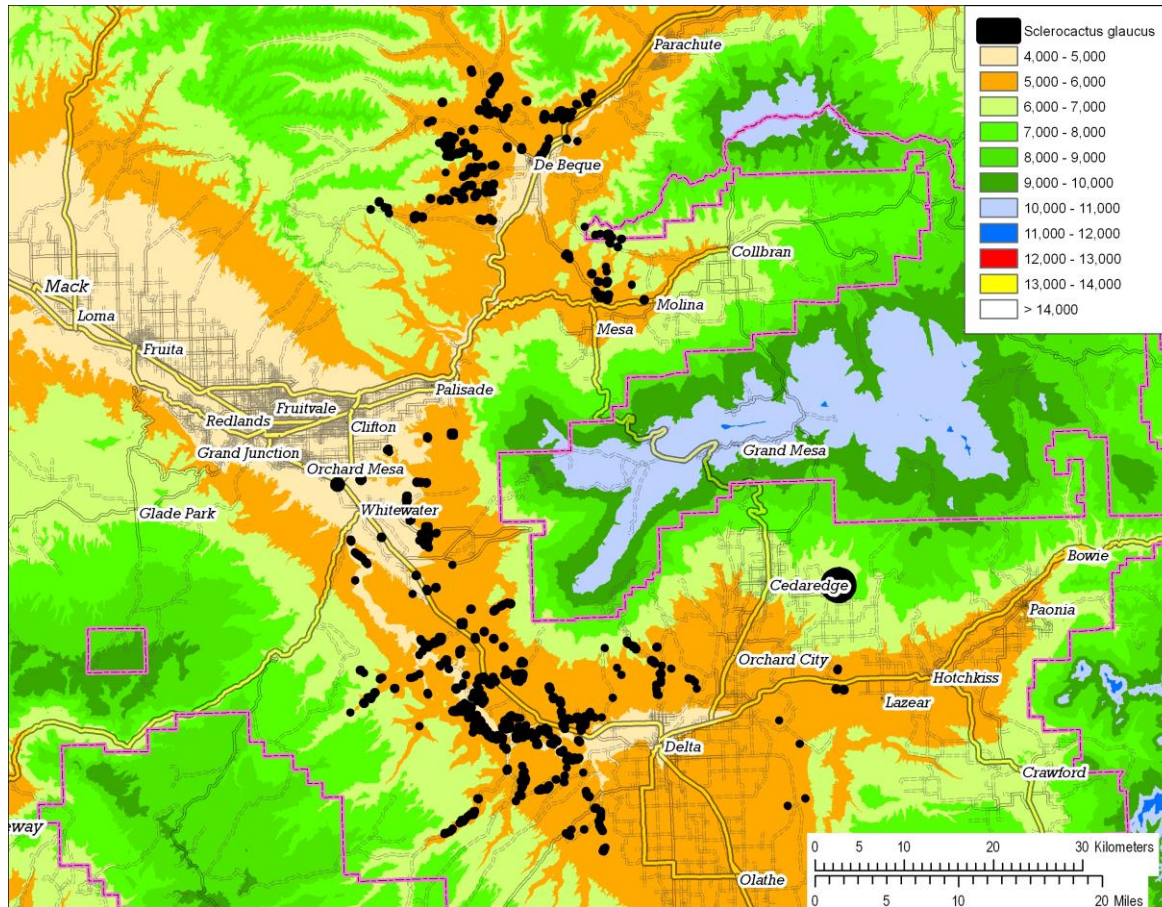 Sclerocactus glaucus
4,000 - 5,000
5,000 - 6,000
6,000 - 7,000
7,000 - 8,000
8,000 - 9,000
9,000 - 10,000
10,000 - 11,000
11,000 - 12,000
12,000 - 13,000
13,000 - 14,000
> 14,000
Parachute
De Beque
Collbran
Mack
Molina
Loma
Mesa
Fruita
Palisade
Fruitvale
Redlands
Clifton
Grand Junction
Grand Mesa
Orchard Mesa
Glade Park
Whitewater
Bowie
Cedaredge
Paonia
Orchard City
Hotchkiss
Lazear
Delta
Crawford
eway
Olathe
0 5 10 20 30 Kilometers
0 5 10 20 Miles